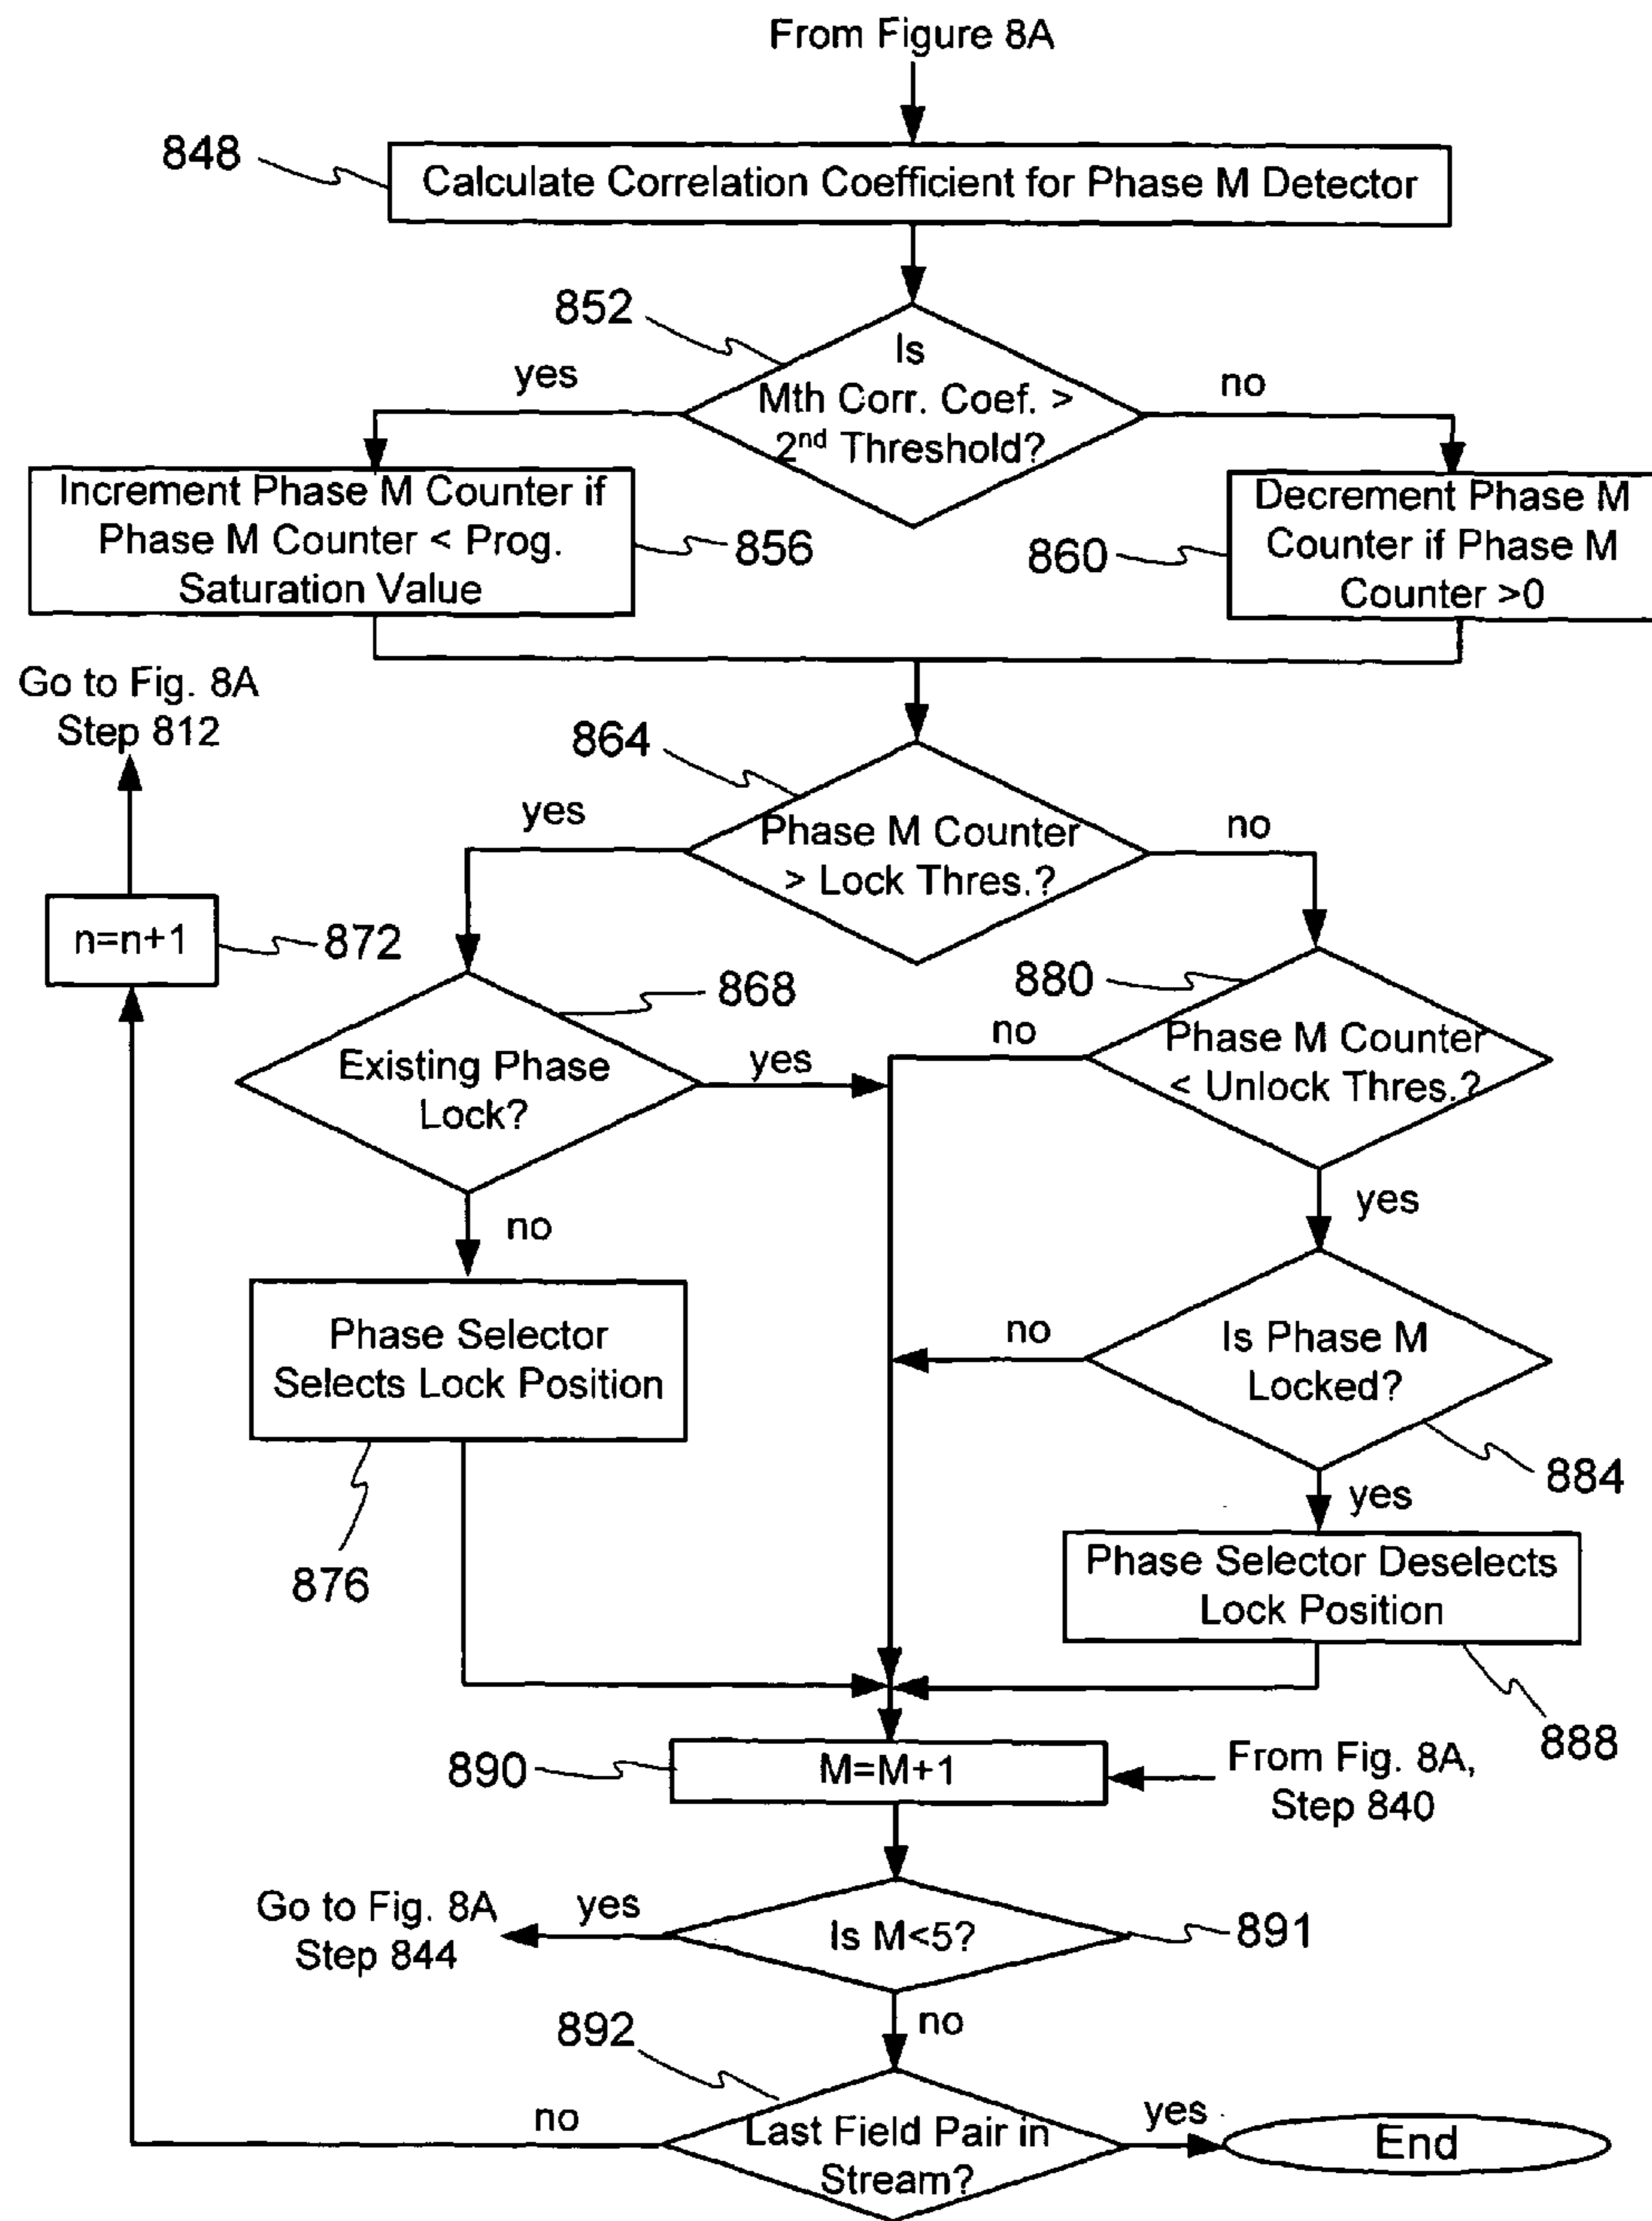 From Figure 8A
848
Calculate Correlation Coefficient for Phase M Detector
852
Is
Mth Corr. Coef. >
2nd Threshold?
yes
no
Increment Phase M Counter if
Phase M Counter < Prog.
Saturation Value
856
860
Decrement Phase M
Counter if Phase M
Counter >0
Go to Fig. 8A
Step 812
864
Phase M Counter
> Lock Thres.?
yes
no
n=n+1
872
868
Existing Phase
Lock?
yes
no
880
Phase M Counter
< Unlock Thres.?
no
yes
Phase Selector
Selects Lock Position
876
Is Phase M
Locked?
no
884
yes
Phase Selector Deselects
Lock Position
888
890
M=M+1
From Fig. 8A,
Step 840
Go to Fig. 8A
Step 844
yes
Is M<5?
891
no
892
Last Field Pair in
Stream?
no
yes
End